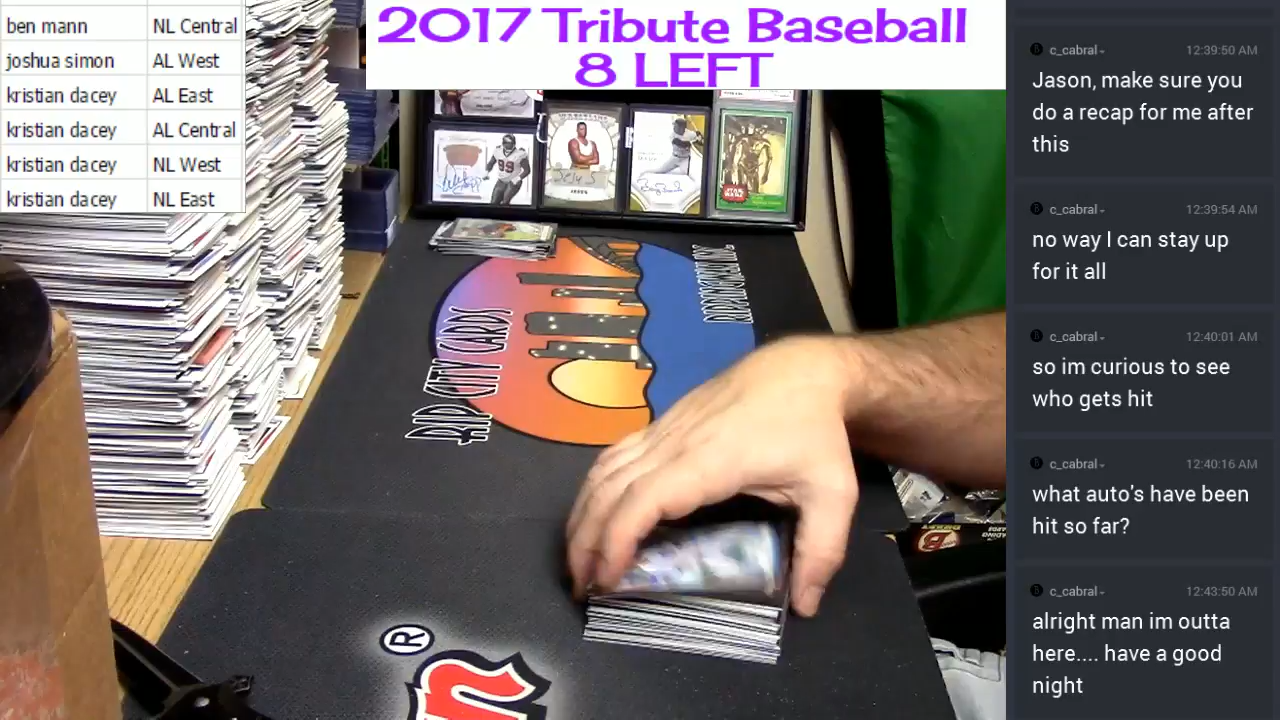 ben mann NL Central
joshua simon AL West
kristian dacey AL East
kristian dacey AL Central
kristian dacey NL West
kristian dacey NL East
2017 Tribute Baseball
8 LEFT
99
STAR
WARS
RIP CITY CARDS
®
c_cabral 12:39:50 AM
Jason, make sure you
do a recap for me after
this
c_cabral 12:39:54 AM
no way I can stay up
for it all
c_cabral 12:40:01 AM
so im curious to see
who gets hit
c_cabral 12:40:16 AM
what auto's have been
hit so far?
c_cabral 12:43:50 AM
alright man im outta
here.... have a good
night